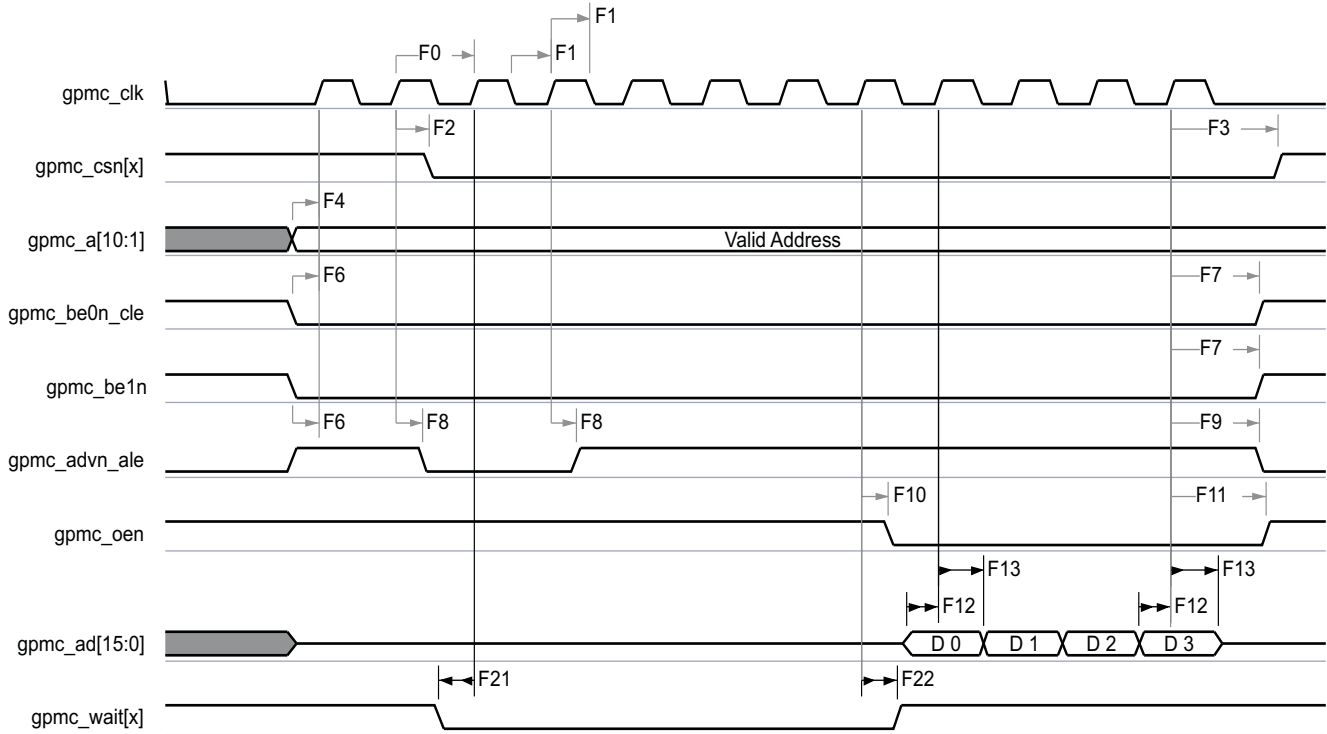 F1
F0 F1
gpmc_clk
F2 F3
gpmc_csn[x]
F4
gpmc_a[10:1] Valid Address
F6 F7
gpmc_be0n_cle
F7
gpmc_be1n
F6 F8 F8 F9
gpmc_advn_ale
F10 F11
gpmc_oen
F13 F13
F12 F12
gpmc_ad[15:0] D 0 D 1 D 2 D 3
F21 F22
gpmc_wait[x]